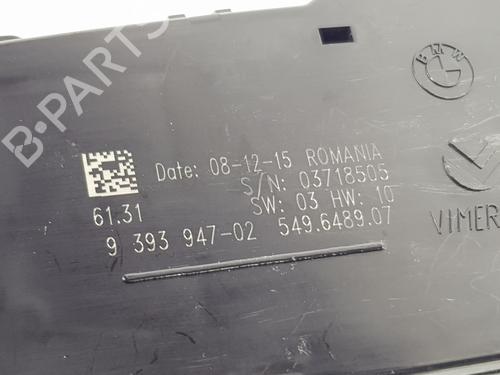 B-PARTS
BMW
Date: 08-12-15 ROMANIA
S/N: 03718505
61.31 SW: 03 HW: 10
9 393 947-02 549.6489.07
VIMER